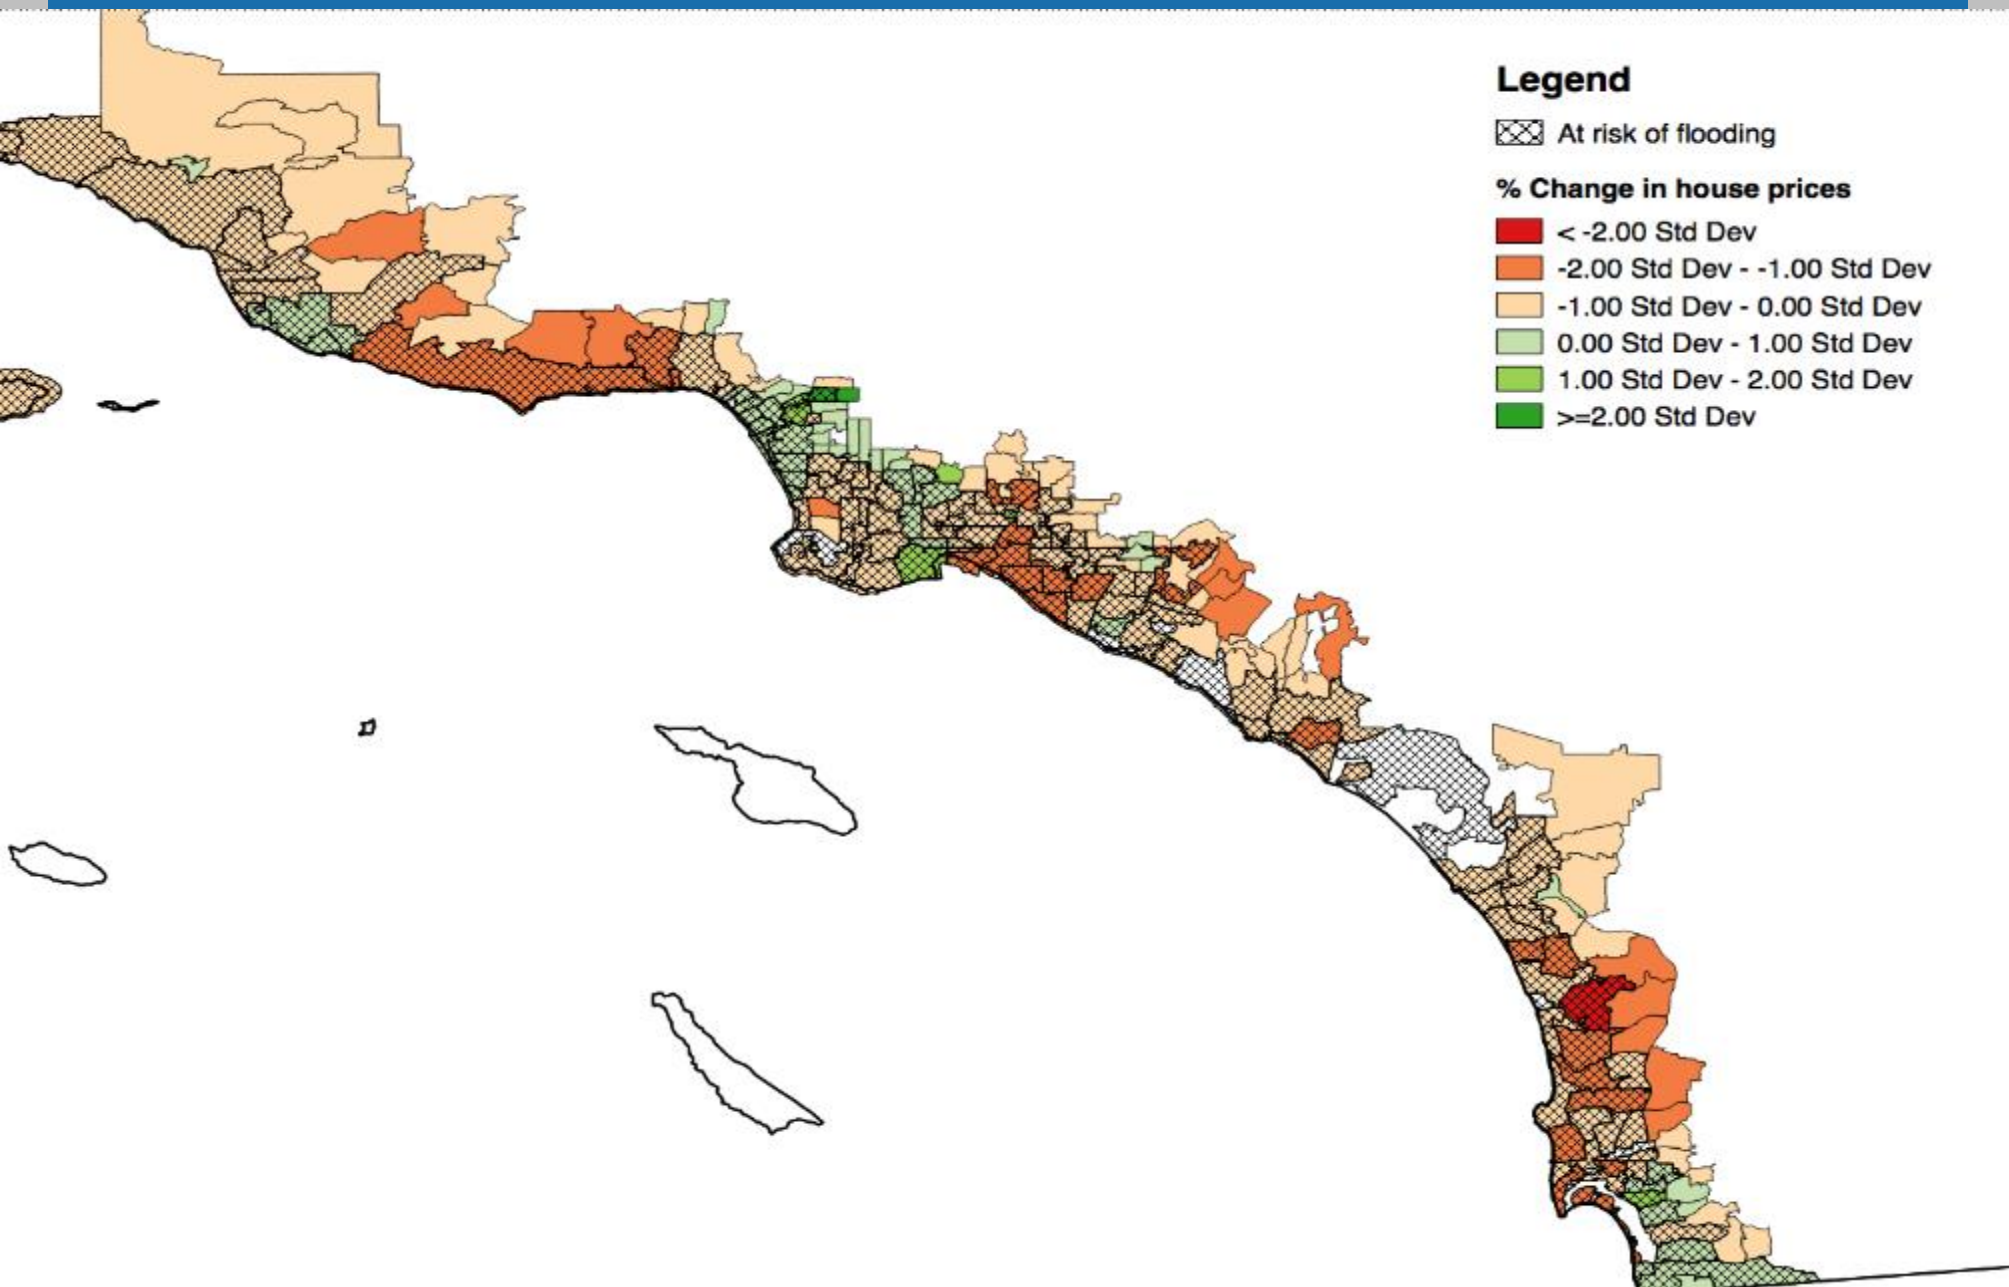 Legend
At risk of flooding
% Change in house prices
< -2.00 Std Dev
-2.00 Std Dev - -1.00 Std Dev
-1.00 Std Dev - 0.00 Std Dev
0.00 Std Dev - 1.00 Std Dev
1.00 Std Dev - 2.00 Std Dev
>=2.00 Std Dev